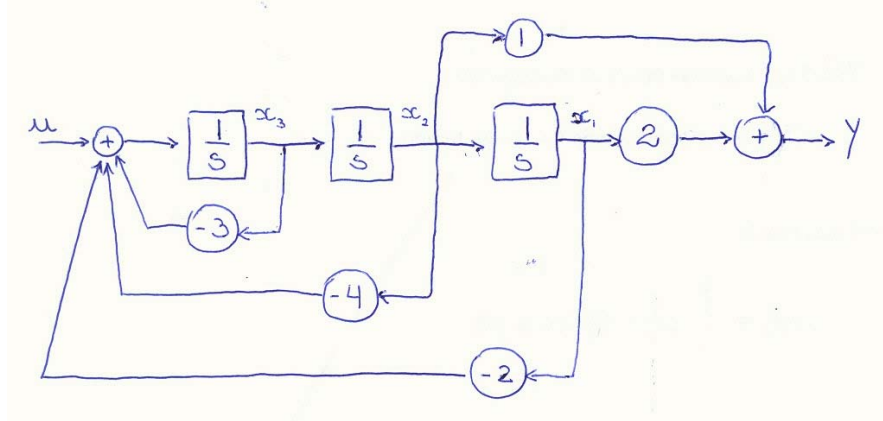 1
u + 1/s x₃ 1/s x₂ 1/s x₁ 2 + y
-3
-4
-2